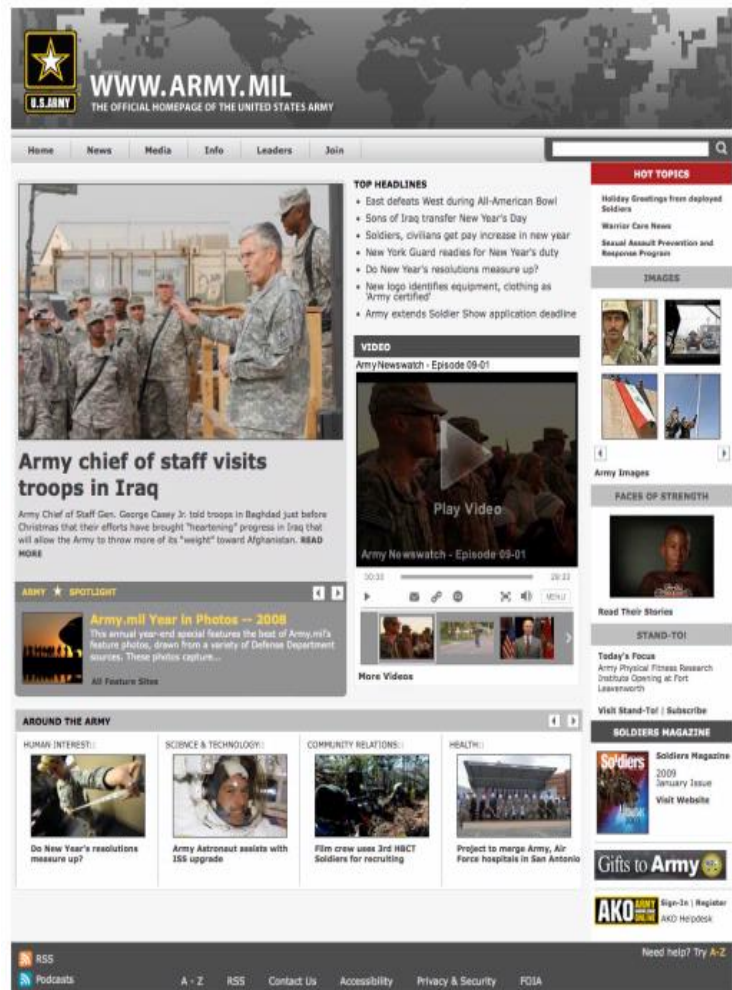 U.S.ARMY
WWW.ARMY.MIL
THE OFFICIAL HOMEPAGE OF THE UNITED STATES ARMY
Home News Media Info Leaders Join
Army chief of staff visits
troops in Iraq
Army Chief of Staff Gen. George Casey Jr. told troops in Baghdad just before
Christmas that their efforts have brought "heartening" progress in Iraq that
will allow the Army to throw more of its "weight" toward Afghanistan. READ
MORE
ARMY SPOTLIGHT
Army.mil Year in Photos -- 2008
This annual year-end special features the best of Army.mil's
feature photos, drawn from a variety of Defense Department
sources. These photos capture...
All Feature Sites
TOP HEADLINES
East defeats West during All-American Bowl
Sons of Iraq transfer New Year's Day
Soldiers, civilians get pay increase in new year
New York Guard readies for New Year's duty
Do New Year's resolutions measure up?
New logo identifies equipment, clothing as
'Army certified'
Army extends Soldier Show application deadline
VIDEO
Army Newswatch - Episode 09-01
Play Video
Army Newswatch - Episode 09-01
MENU
More Videos
HOT TOPICS
Holiday Greetings from deployed
Soldiers
Warrior Care News
Sexual Assault Prevention and
Response Program
IMAGES
Army Images
FACES OF STRENGTH
Read Their Stories
STAND-TO!
Today's Focus
Army Physical Fitness Research
Institute Opening at Fort
Leavenworth
Visit Stand-To! | Subscribe
SOLDIERS MAGAZINE
Soldiers
Soldiers Magazine
2009
January Issue
Visit Website
Gifts to Army
AKO ARMY KNOWLEDGE ONLINE
Sign-In | Register
AKO Helpdesk
AROUND THE ARMY
HUMAN INTEREST::
Do New Year's resolutions
measure up?
SCIENCE & TECHNOLOGY::
Army Astronaut assists with
ISS upgrade
COMMUNITY RELATIONS::
Film crew uses 3rd HBCT
Soldiers for recruiting
HEALTH::
Project to merge Army, Air
Force hospitals in San Antonio
RSS
Podcasts
A - Z RSS Contact Us Accessibility Privacy & Security FOIA
Need help? Try A-Z